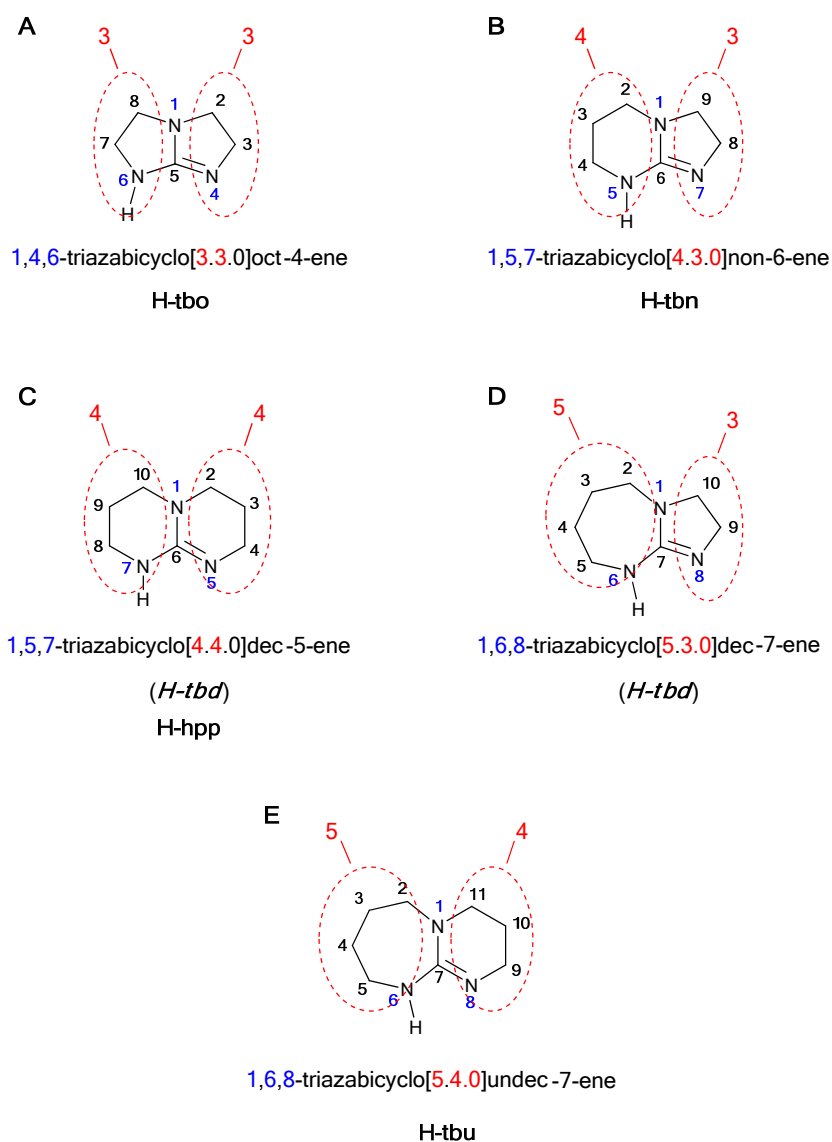 A
3 3
8 1 2
N
7 3
N N
6 5 4
H
1,4,6-triazabicyclo[3.3.0]oct-4-ene
H-tbo
B
4 3
2 1 9
3 N
4 8
N N
5 6 7
H
1,5,7-triazabicyclo[4.3.0]non-6-ene
H-tbn
C
4 4
10 1 2
9 N 3
8 4
7 N 6 N
5
H
1,5,7-triazabicyclo[4.4.0]dec-5-ene
(H-tbd)
H-hpp
D
5 3
2 1 10
3 N
4 9
5 N 7 N
6 8
H
1,6,8-triazabicyclo[5.3.0]dec-7-ene
(H-tbd)
E
5 4
2 1 11
3 N 10
4
5 7 9
N N
6 8
H
1,6,8-triazabicyclo[5.4.0]undec-7-ene
H-tbu